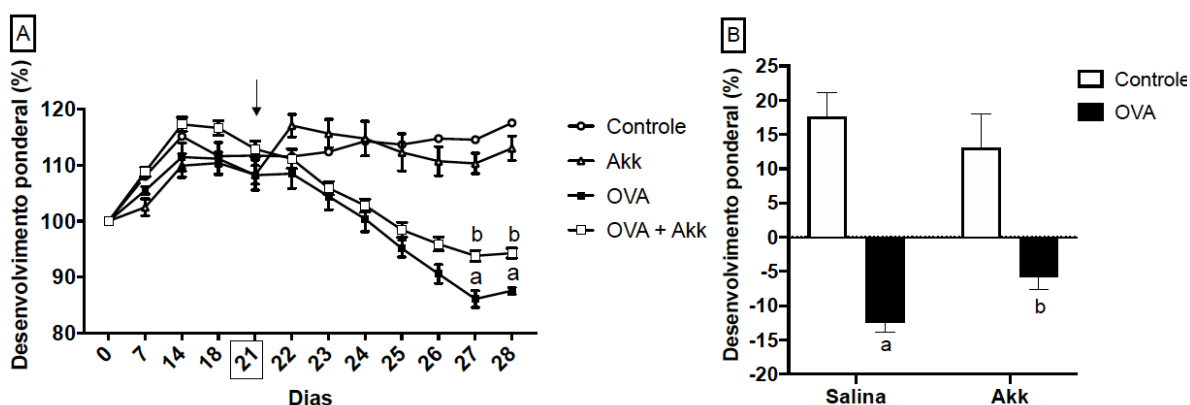 A
Desenvolvimento ponderal (%)
120
110
100
90
80
b b
a a
0 7 14 18 21 22 23 24 25 26 27 28
Dias
Controle
Akk
OVA
OVA + Akk
B
Desenvolvimento ponderal (%)
25
20
15
10
5
0
-5
-10
-15
-20
a
b
Salina Akk
Controle
OVA